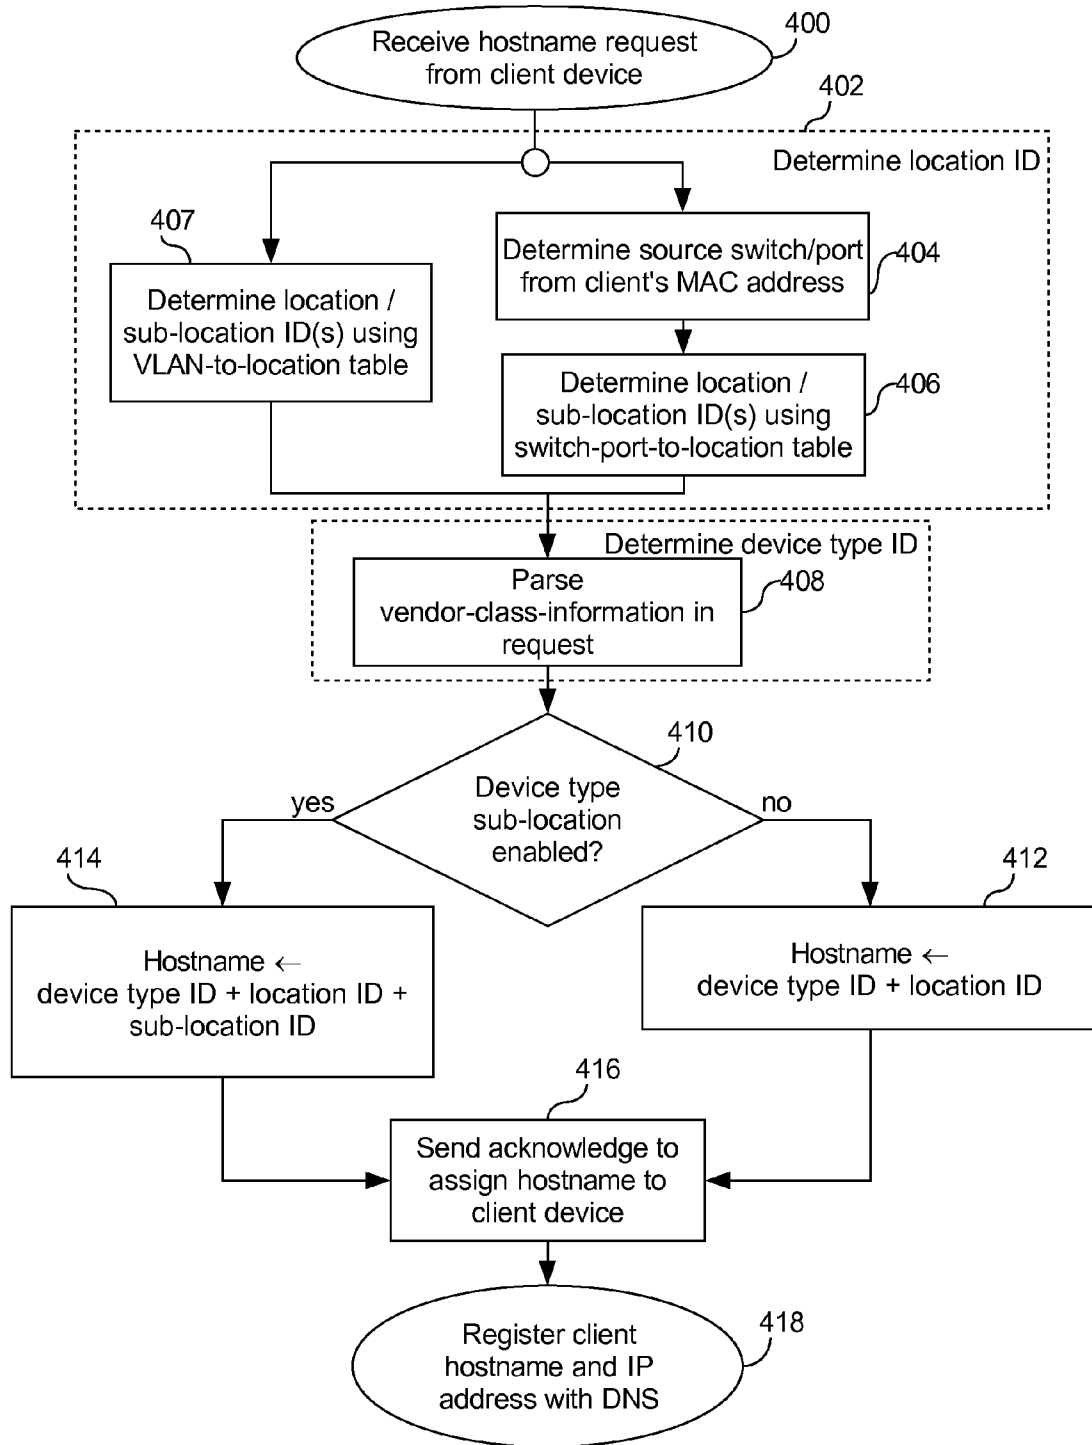 Receive hostname request
from client device
400
402
Determine location ID
407
Determine location /
sub-location ID(s) using
VLAN-to-location table
Determine source switch/port
from client's MAC address
404
Determine location /
sub-location ID(s) using
switch-port-to-location table
406
Determine device type ID
Parse
vendor-class-information in
request
408
410
Device type
sub-location
enabled?
yes
no
414
Hostname ←
device type ID + location ID +
sub-location ID
412
Hostname ←
device type ID + location ID
416
Send acknowledge to
assign hostname to
client device
Register client
hostname and IP
address with DNS
418